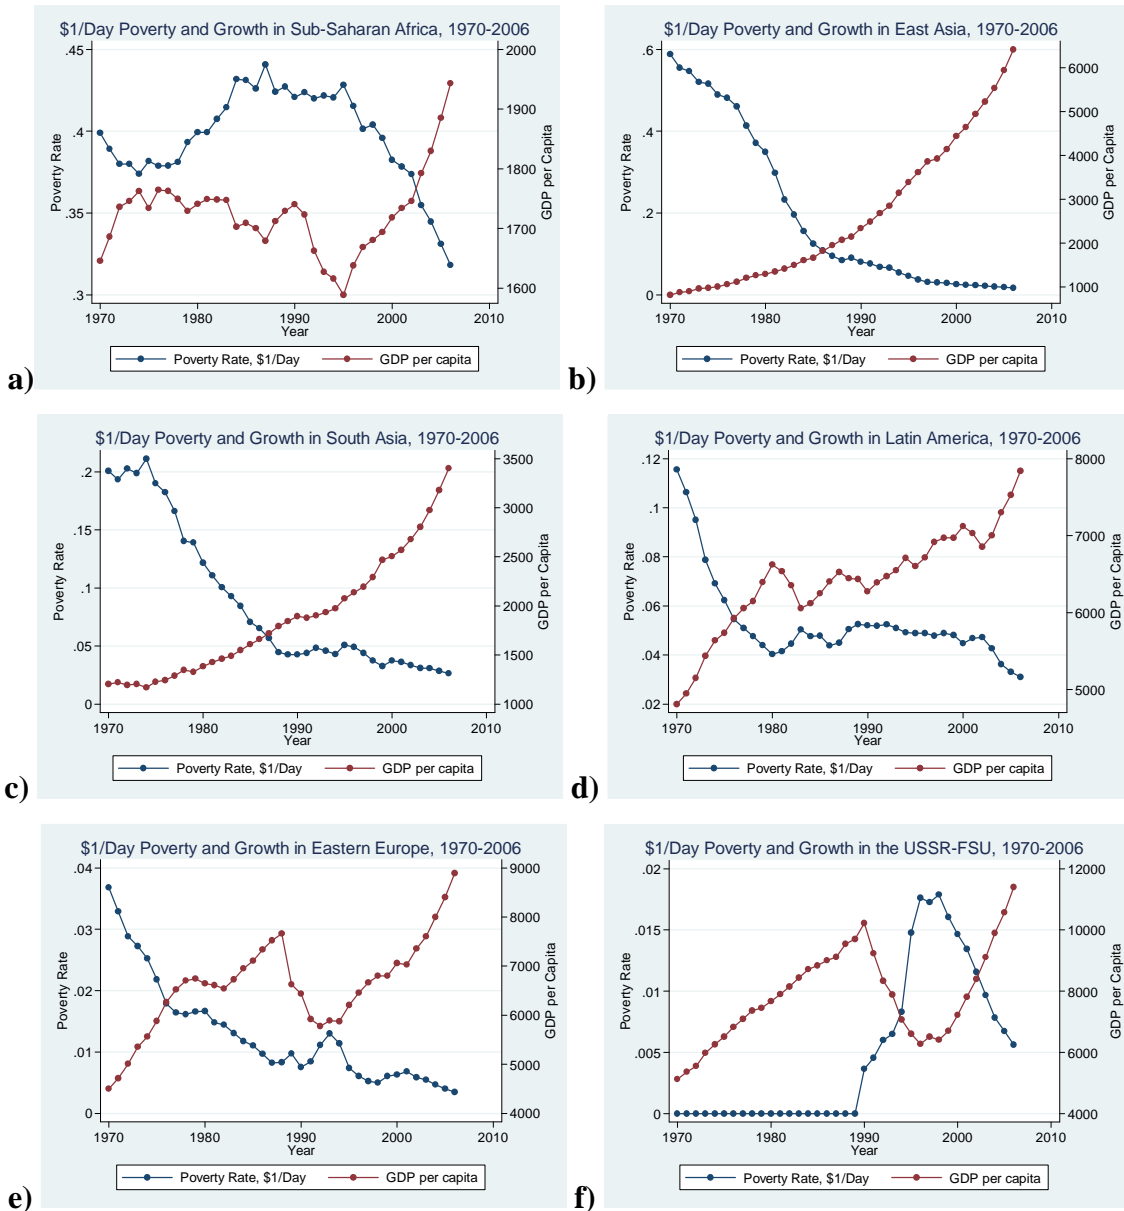 $1/Day Poverty and Growth in Sub-Saharan Africa, 1970-2006
.45
.4
.35
.3
Poverty Rate
2000
1900
1800
1700
1600
GDP per Capita
1970 1980 1990 2000 2010
Year
Poverty Rate, $1/Day GDP per capita
a)
$1/Day Poverty and Growth in East Asia, 1970-2006
.6
.4
.2
0
Poverty Rate
6000
5000
4000
3000
2000
1000
GDP per Capita
1970 1980 1990 2000 2010
Year
Poverty Rate, $1/Day GDP per capita
b)
$1/Day Poverty and Growth in South Asia, 1970-2006
.2
.15
.1
.05
0
Poverty Rate
3500
3000
2500
2000
1500
1000
GDP per Capita
1970 1980 1990 2000 2010
Year
Poverty Rate, $1/Day GDP per capita
c)
$1/Day Poverty and Growth in Latin America, 1970-2006
.12
.1
.08
.06
.04
.02
Poverty Rate
8000
7000
6000
5000
GDP per Capita
1970 1980 1990 2000 2010
Year
Poverty Rate, $1/Day GDP per capita
d)
$1/Day Poverty and Growth in Eastern Europe, 1970-2006
.04
.03
.02
.01
0
Poverty Rate
9000
8000
7000
6000
5000
4000
GDP per Capita
1970 1980 1990 2000 2010
Year
Poverty Rate, $1/Day GDP per capita
e)
$1/Day Poverty and Growth in the USSR-FSU, 1970-2006
.02
.015
.01
.005
0
Poverty Rate
12000
10000
8000
6000
4000
GDP per Capita
1970 1980 1990 2000 2010
Year
Poverty Rate, $1/Day GDP per capita
f)